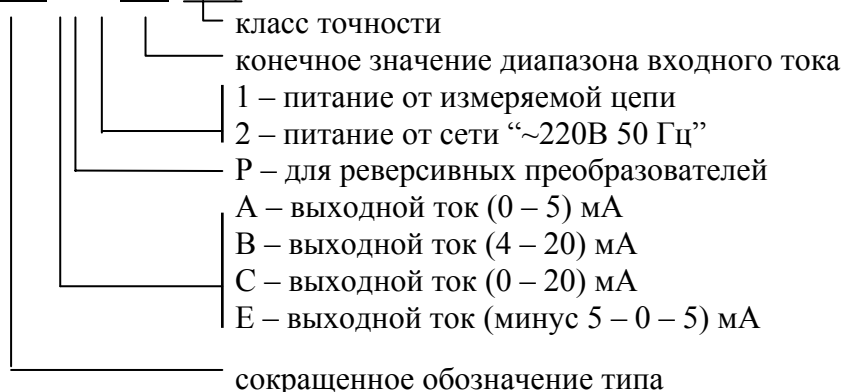 класс точности
конечное значение диапазона входного тока
1 – питание от измеряемой цепи
2 – питание от сети “~220В 50 Гц”
Р – для реверсивных преобразователей
А – выходной ток (0 – 5) мА
В – выходной ток (4 – 20) мА
С – выходной ток (0 – 20) мА
Е – выходной ток (минус 5 – 0 – 5) мА
сокращенное обозначение типа